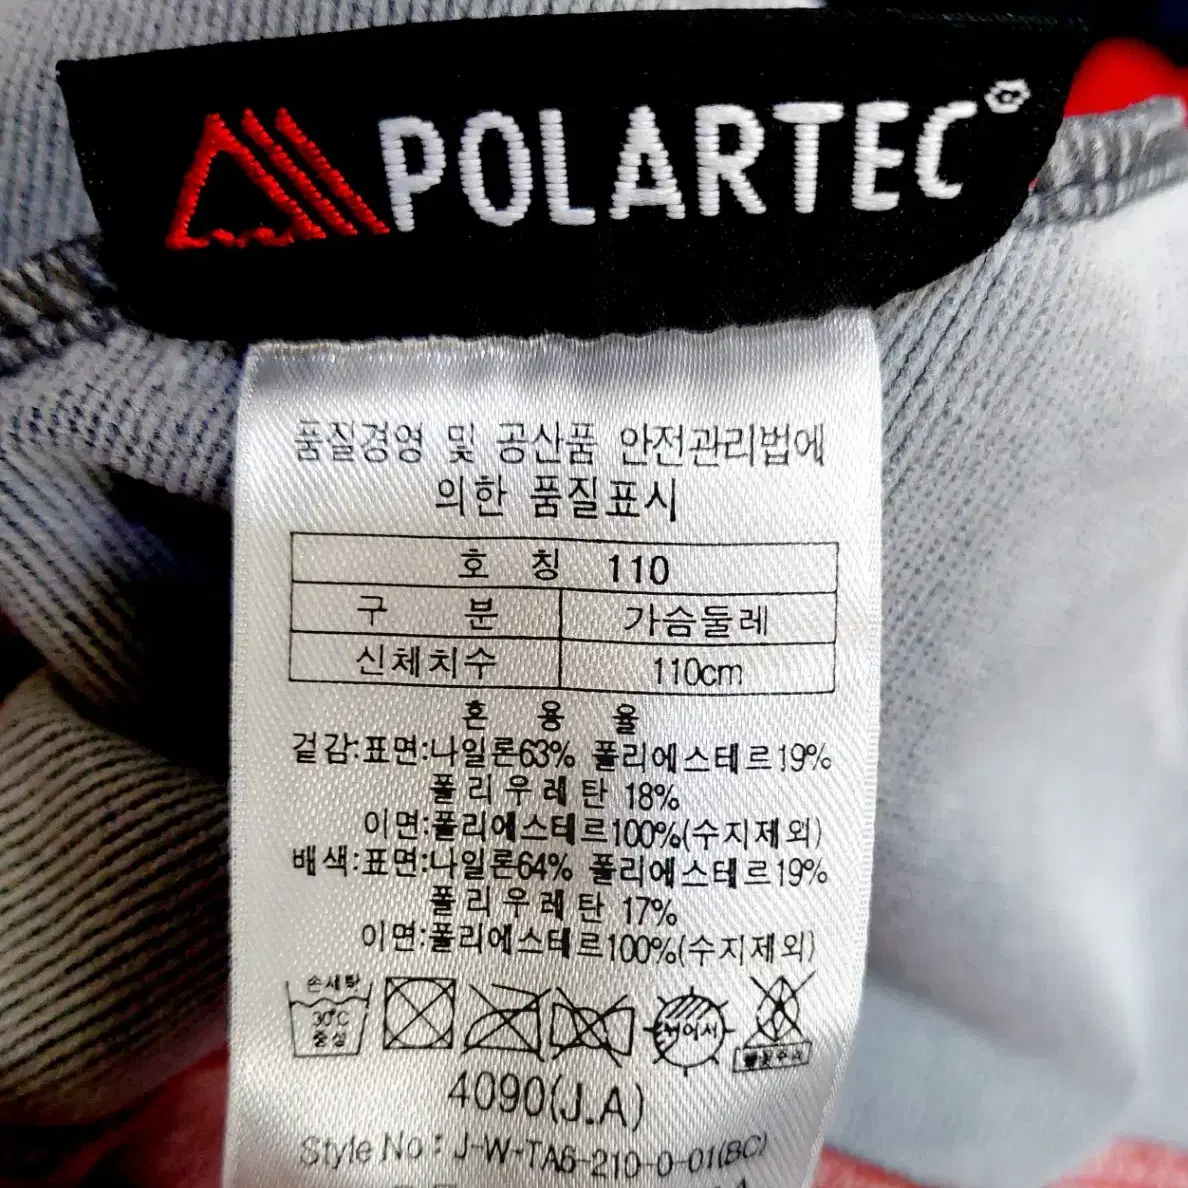 POLARTEC®
품질경영 및 공산품 안전관리법에
의한 품질표시
호 칭 110
구 분 가슴둘레
신체치수 110cm
혼 용 율
겉감:표면:나일론63% 폴리에스테르19%
폴리우레탄 18%
이면:폴리에스테르100%(수지제외)
배색:표면:나일론64% 폴리에스테르19%
폴리우레탄 17%
이면:폴리에스테르100%(수지제외)
손세탁
30°C
중성
뉘어서
4090(J.A)
Style No : J-W-TA6-210-0-01(BC)